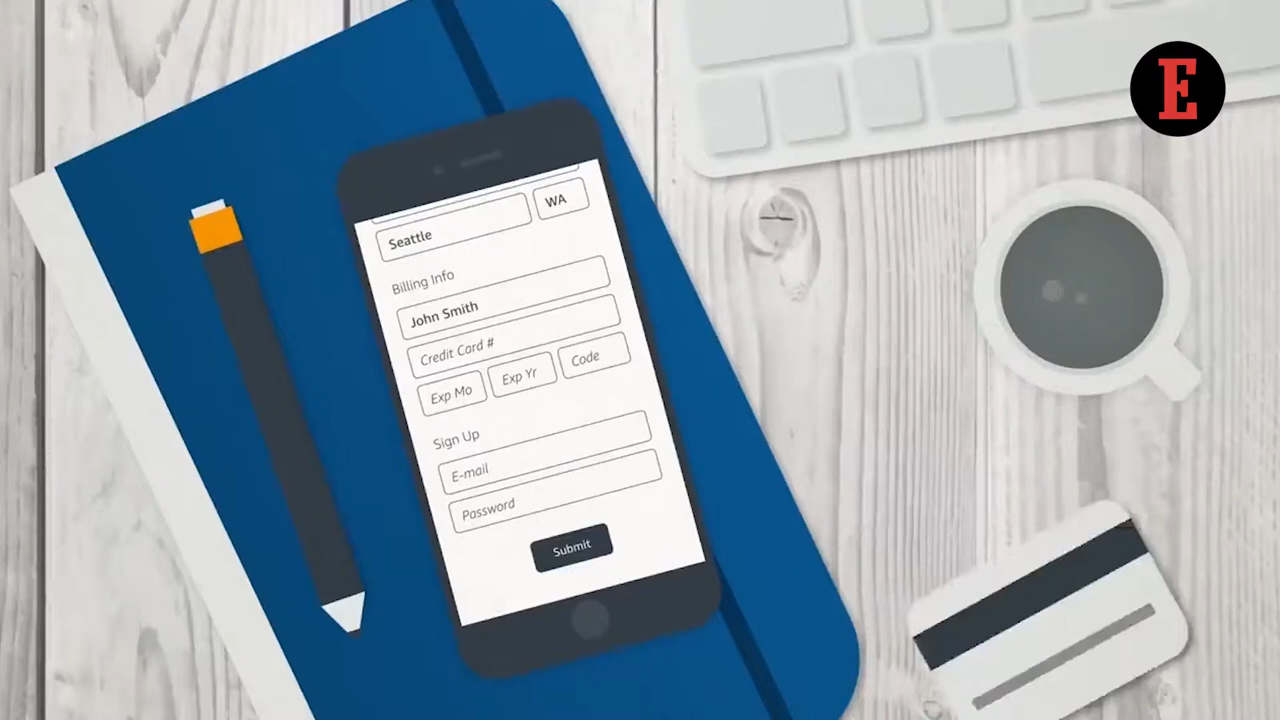 E
Seattle WA
Billing Info
John Smith
Credit Card #
Exp Mo Exp Yr Code
Sign Up
E-mail
Password
Submit